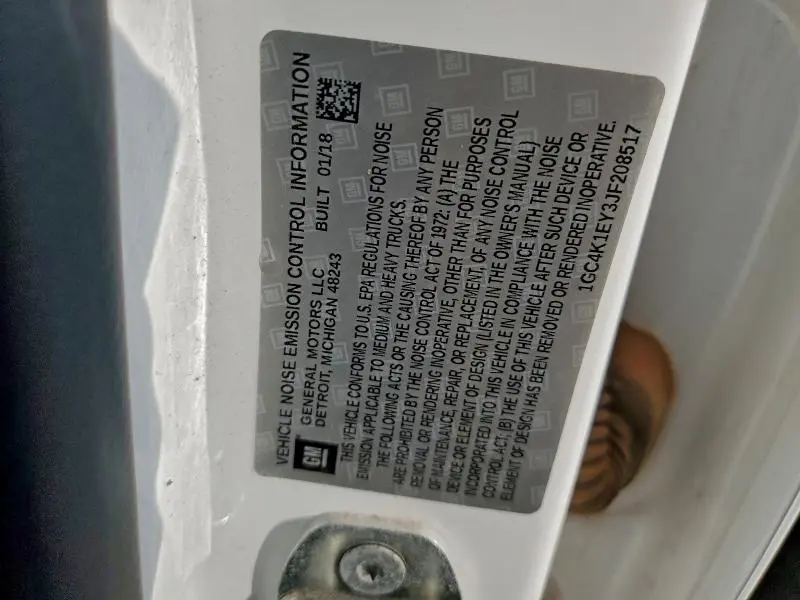 VEHICLE NOISE EMISSION CONTROL INFORMATION
GM
GENERAL MOTORS LLC
DETROIT, MICHIGAN 48243
BUILT 01/18
THIS VEHICLE CONFORMS TO U.S. EPA REGULATIONS FOR NOISE
EMISSION APPLICABLE TO MEDIUM AND HEAVY TRUCKS.
THE FOLLOWING ACTS OR THE CAUSING THEREOF BY ANY PERSON
ARE PROHIBITED BY THE NOISE CONTROL ACT OF 1972: (A) THE
REMOVAL OR RENDERING INOPERATIVE, OTHER THAN FOR PURPOSES
OF MAINTENANCE, REPAIR, OR REPLACEMENT, OF ANY NOISE CONTROL
DEVICE OR ELEMENT OF DESIGN (LISTED IN THE OWNER'S MANUAL)
INCORPORATED INTO THIS VEHICLE IN COMPLIANCE WITH THE NOISE
CONTROL ACT, (B) THE USE OF THIS VEHICLE AFTER SUCH DEVICE OR
ELEMENT OF DESIGN HAS BEEN REMOVED OR RENDERED INOPERATIVE.
1GC4K1EY3JF208517